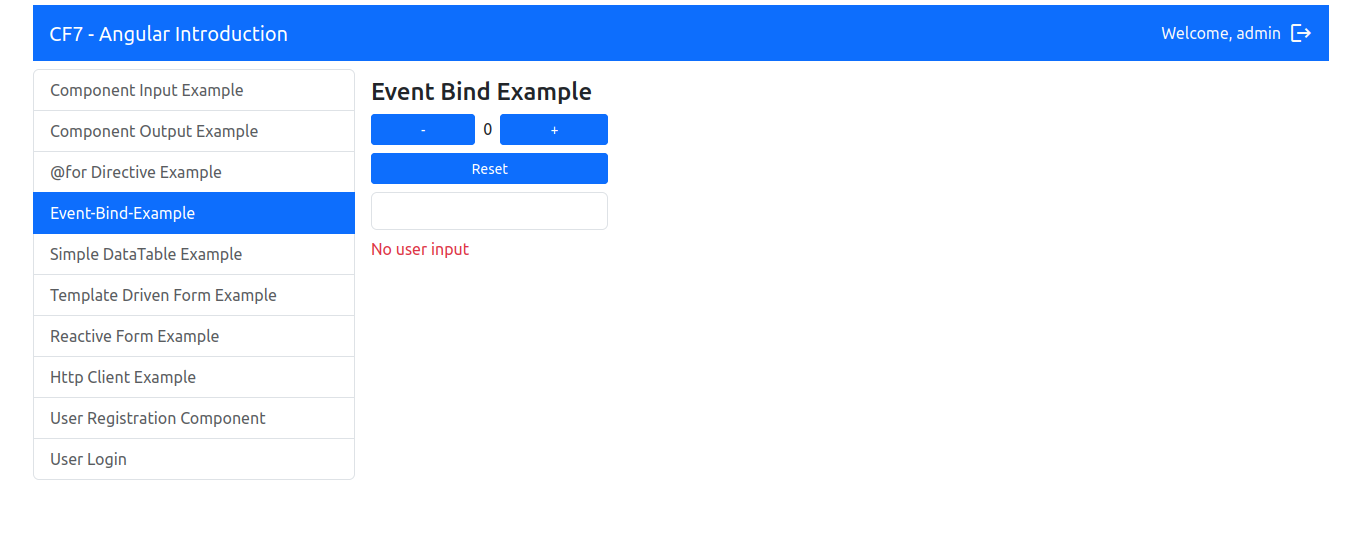 CF7 - Angular Introduction
Welcome, admin
Component Input Example
Component Output Example
@for Directive Example
Event-Bind-Example
Simple DataTable Example
Template Driven Form Example
Reactive Form Example
Http Client Example
User Registration Component
User Login
Event Bind Example
- 0 +
Reset
No user input